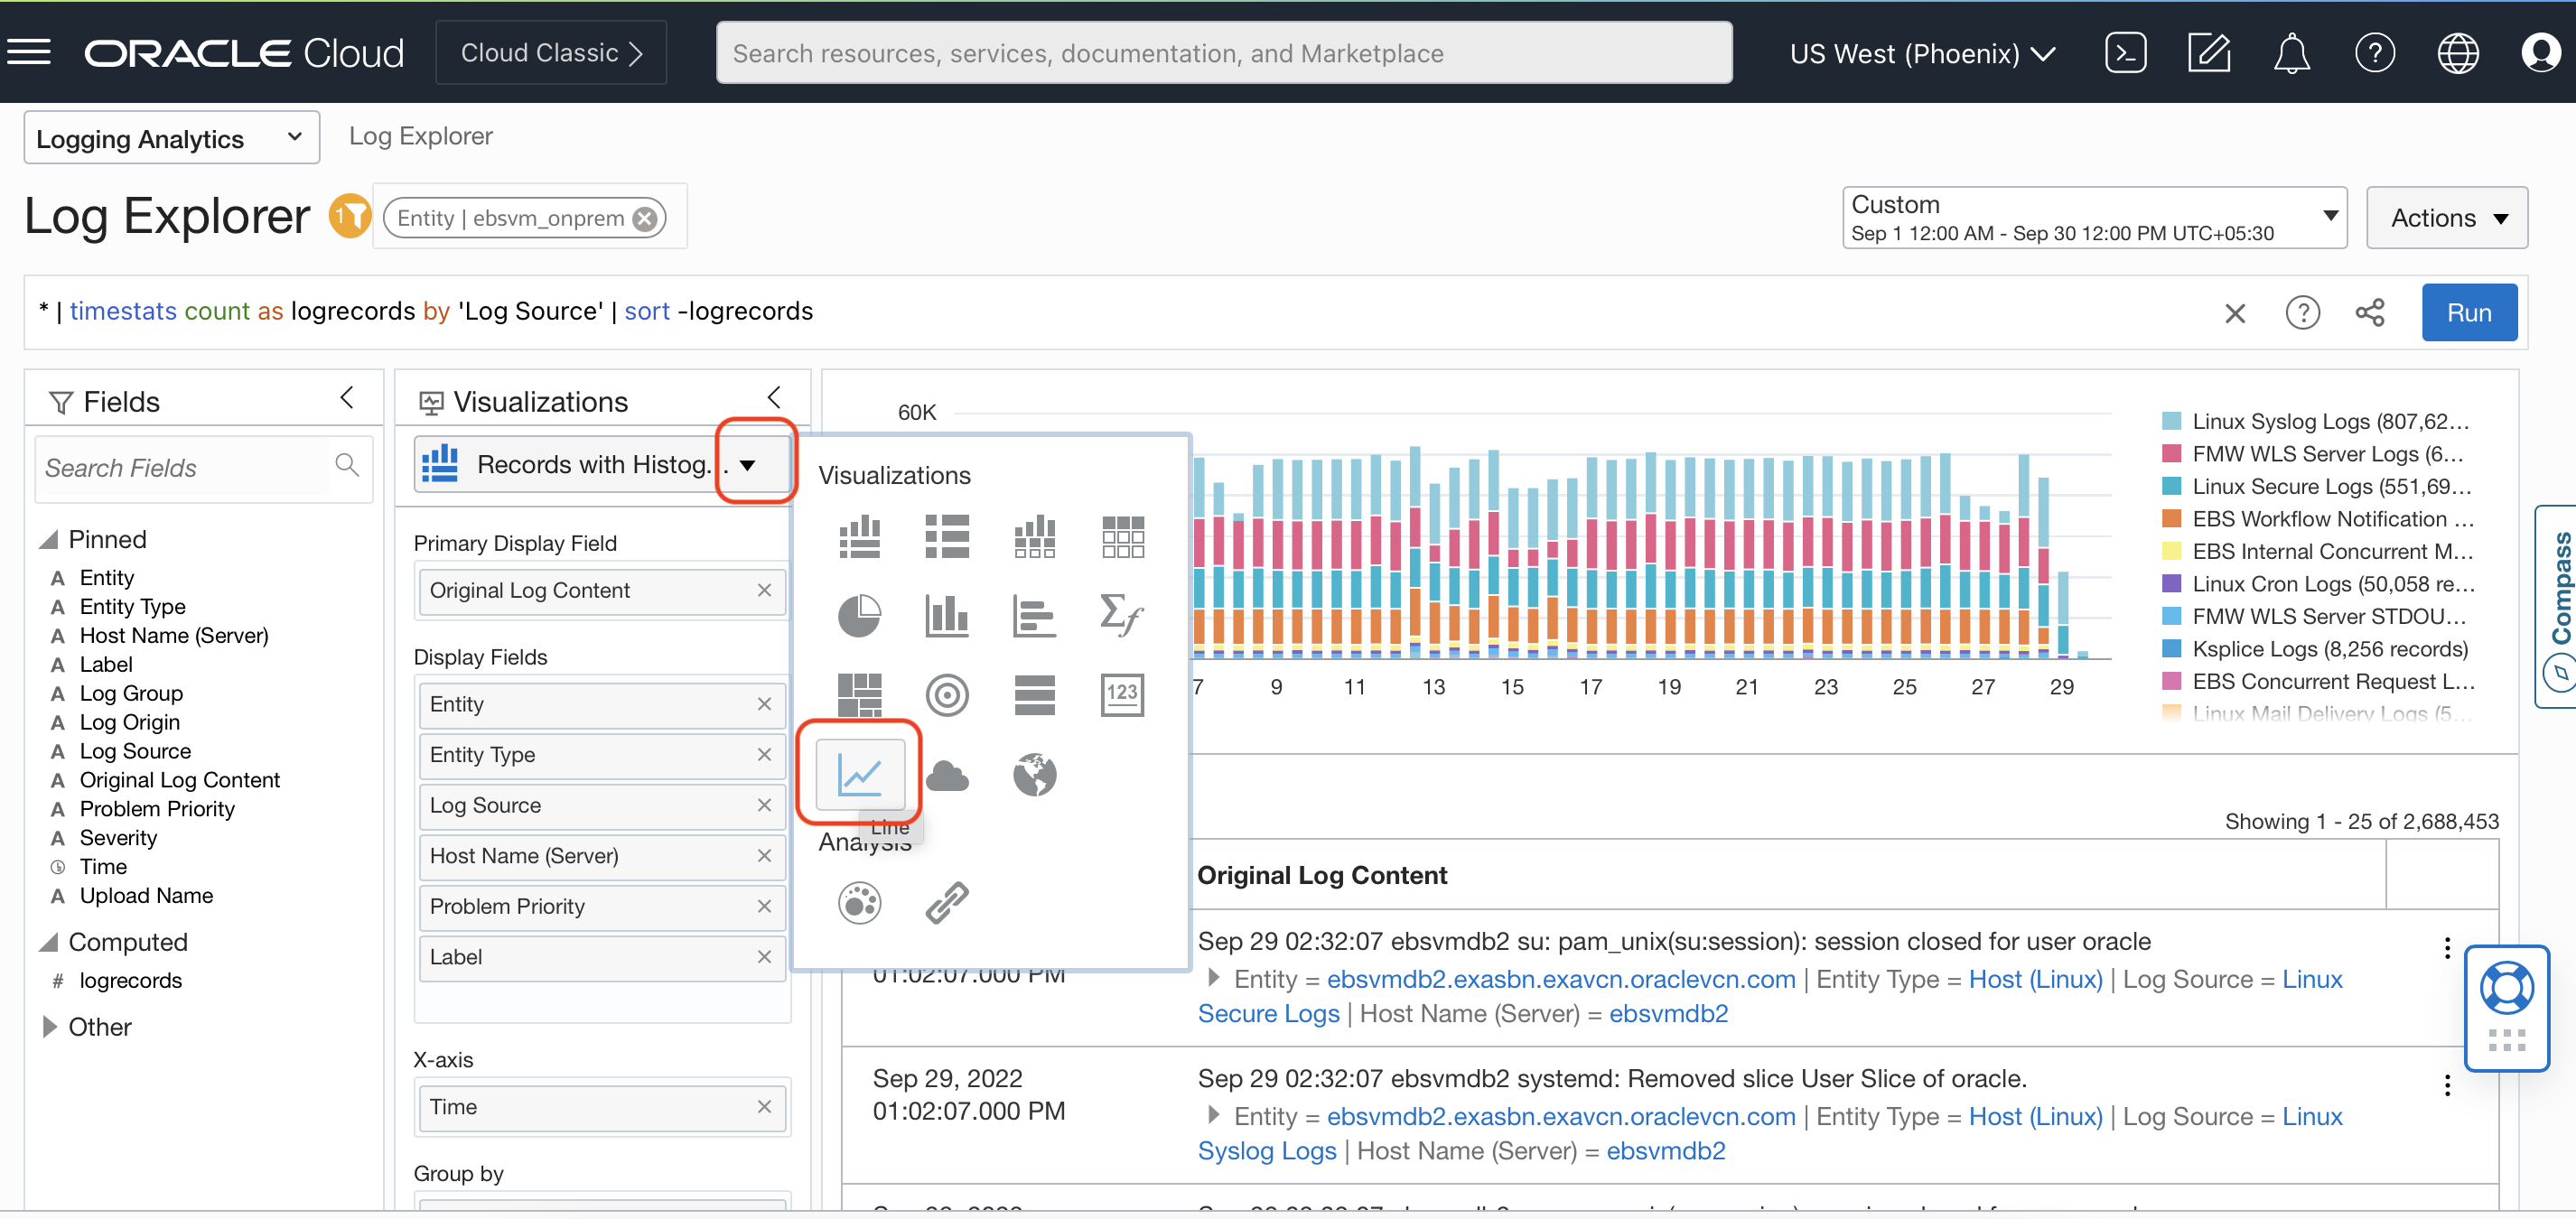 ORACLE Cloud
Cloud Classic
Search resources, services, documentation, and Marketplace
US West (Phoenix)
Logging Analytics
Log Explorer
Log Explorer
1
Entity | ebsvm_onprem
Custom
Sep 1 12:00 AM - Sep 30 12:00 PM UTC+05:30
Actions
* | timestats count as logrecords by 'Log Source' | sort -logrecords
Run
Fields
Search Fields
Pinned
A Entity
A Entity Type
A Host Name (Server)
A Label
A Log Group
A Log Origin
A Log Source
A Original Log Content
A Problem Priority
A Severity
Time
A Upload Name
Computed
# logrecords
Other
Visualizations
Records with Histog...
Primary Display Field
Original Log Content
Display Fields
Entity
Entity Type
Log Source
Host Name (Server)
Problem Priority
Label
X-axis
Time
Group by
Visualizations
123
Line
Analysis
60K
7 9 11 13 15 17 19 21 23 25 27 29
Linux Syslog Logs (807,62...
FMW WLS Server Logs (6...
Linux Secure Logs (551,69...
EBS Workflow Notification ...
EBS Internal Concurrent M...
Linux Cron Logs (50,058 re...
FMW WLS Server STDOU...
Ksplice Logs (8,256 records)
EBS Concurrent Request L...
Linux Mail Delivery Logs (5...
Compass
Showing 1 - 25 of 2,688,453
Original Log Content
01:02:07.000 PM
Sep 29 02:32:07 ebsvmdb2 su: pam_unix(su:session): session closed for user oracle
Entity = ebsvmdb2.exasbn.exavcn.oraclevcn.com | Entity Type = Host (Linux) | Log Source = Linux
Secure Logs | Host Name (Server) = ebsvmdb2
Sep 29, 2022
01:02:07.000 PM
Sep 29 02:32:07 ebsvmdb2 systemd: Removed slice User Slice of oracle.
Entity = ebsvmdb2.exasbn.exavcn.oraclevcn.com | Entity Type = Host (Linux) | Log Source = Linux
Syslog Logs | Host Name (Server) = ebsvmdb2